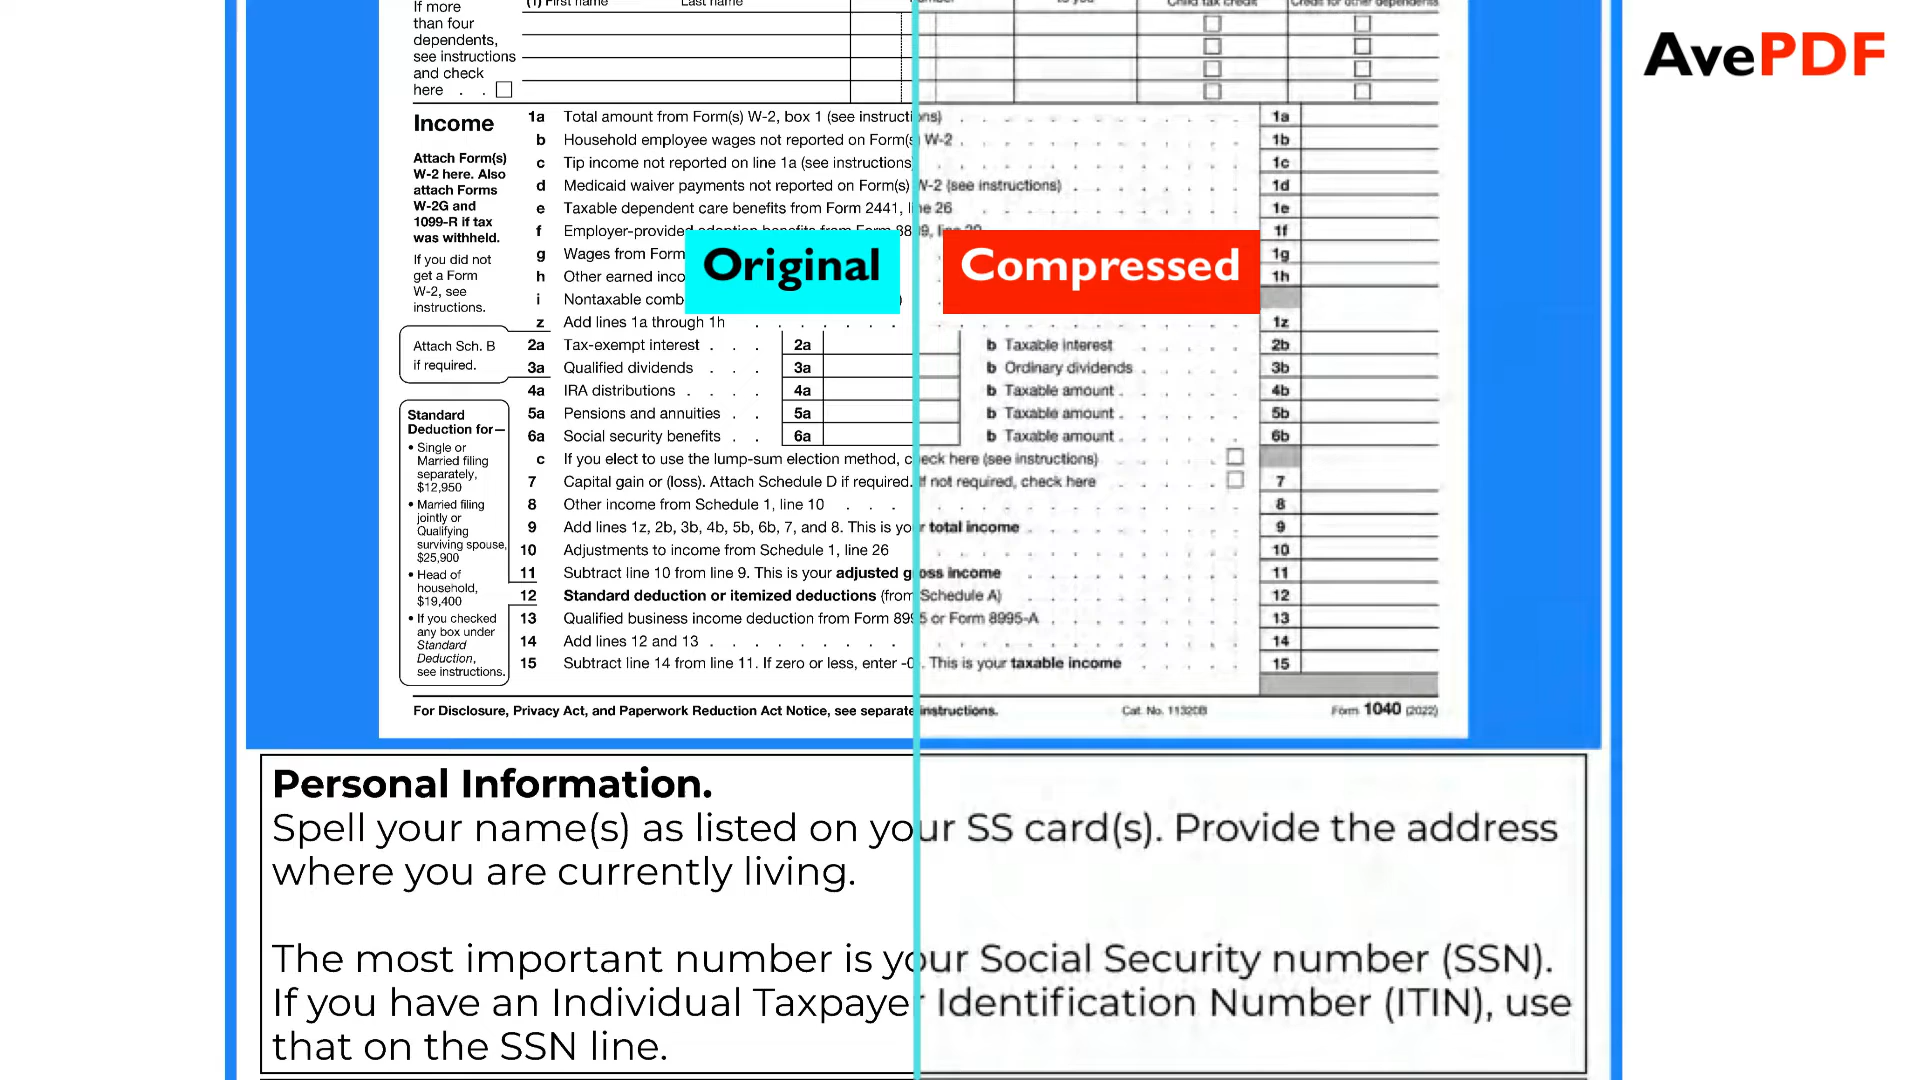 AvePDF
If more
than four
dependents,
see instructions
and check
here . .
(1) First name Last name number to you Child tax credit Credit for other dependents
Income
Attach Form(s)
W-2 here. Also
attach Forms
W-2G and
1099-R if tax
was withheld.
If you did not
get a Form
W-2, see
instructions.
1a Total amount from Form(s) W-2, box 1 (see instructions) 1a
b Household employee wages not reported on Form(s) W-2 1b
c Tip income not reported on line 1a (see instructions) 1c
d Medicaid waiver payments not reported on Form(s) W-2 (see instructions) 1d
e Taxable dependent care benefits from Form 2441, line 26 1e
f Employer-provided adoption benefits from Form 8839, line 29 1f
g Wages from Form 1g
h Other earned inco 1h
i Nontaxable comb
z Add lines 1a through 1h 1z
Original
Compressed
Attach Sch. B
if required.
2a Tax-exempt interest 2a b Taxable interest 2b
3a Qualified dividends 3a b Ordinary dividends 3b
4a IRA distributions 4a b Taxable amount 4b
5a Pensions and annuities 5a b Taxable amount 5b
6a Social security benefits 6a b Taxable amount 6b
c If you elect to use the lump-sum election method, check here (see instructions)
7 Capital gain or (loss). Attach Schedule D if required. If not required, check here 7
8 Other income from Schedule 1, line 10 8
9 Add lines 1z, 2b, 3b, 4b, 5b, 6b, 7, and 8. This is your total income 9
10 Adjustments to income from Schedule 1, line 26 10
11 Subtract line 10 from line 9. This is your adjusted gross income 11
12 Standard deduction or itemized deductions (from Schedule A) 12
13 Qualified business income deduction from Form 8995 or Form 8995-A 13
14 Add lines 12 and 13 14
15 Subtract line 14 from line 11. If zero or less, enter -0-. This is your taxable income 15
Standard
Deduction for—
• Single or
Married filing
separately,
$12,950
• Married filing
jointly or
Qualifying
surviving spouse,
$25,900
• Head of
household,
$19,400
• If you checked
any box under
Standard
Deduction,
see instructions.
For Disclosure, Privacy Act, and Paperwork Reduction Act Notice, see separate instructions. Cat. No. 11320B Form 1040 (2022)
Personal Information.
Spell your name(s) as listed on your SS card(s). Provide the address
where you are currently living.
The most important number is your Social Security number (SSN).
If you have an Individual Taxpayer Identification Number (ITIN), use
that on the SSN line.